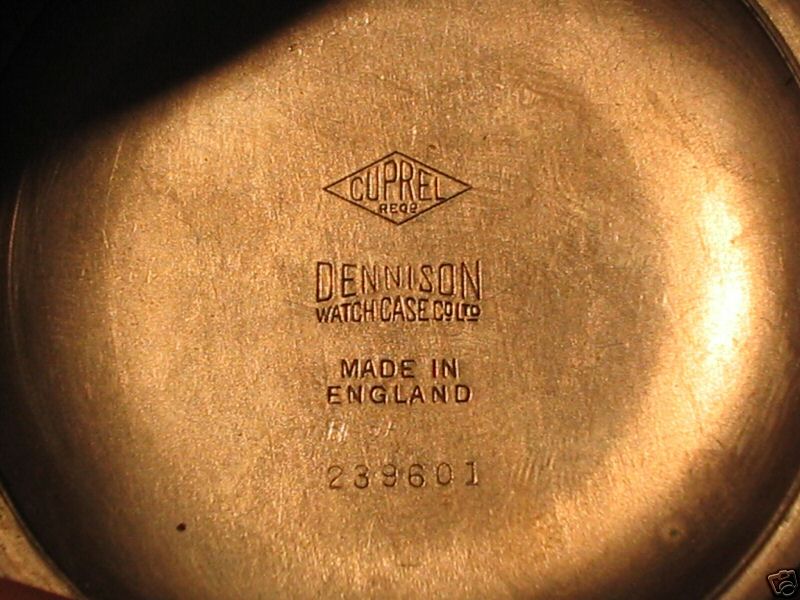 CUPREL
REGD
DENNISON
WATCH CASE CO LTD
MADE IN
ENGLAND
239601